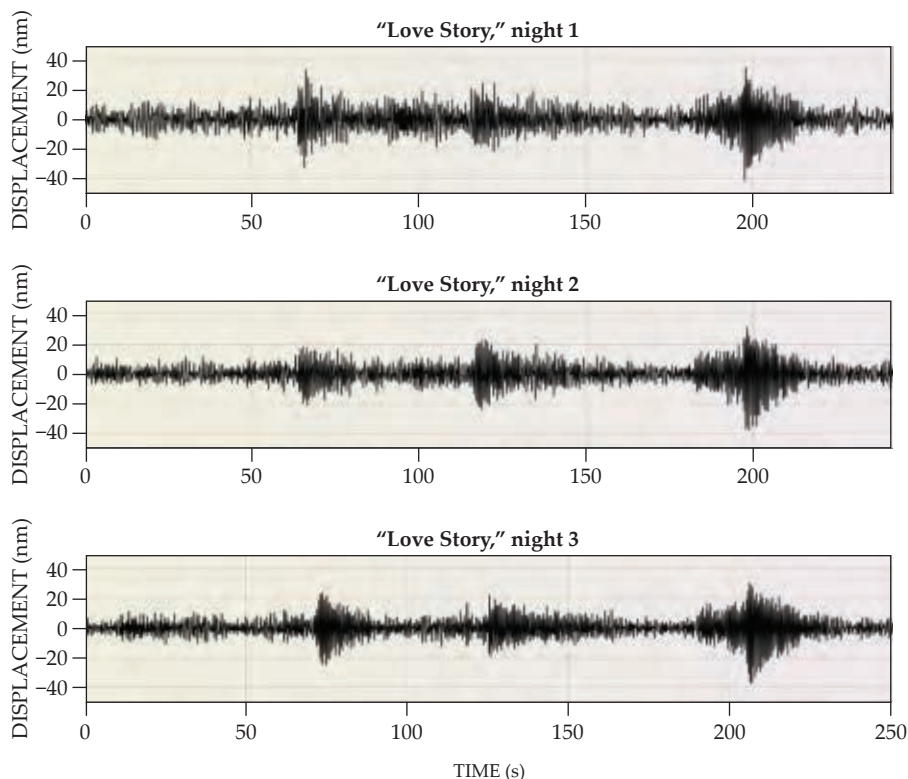 “Love Story,” night 1
DISPLACEMENT (nm)
40
20
0
−20
−40
0 50 100 150 200
“Love Story,” night 2
DISPLACEMENT (nm)
40
20
0
−20
−40
0 50 100 150 200
“Love Story,” night 3
DISPLACEMENT (nm)
40
20
0
−20
−40
0 50 100 150 200 250
TIME (s)